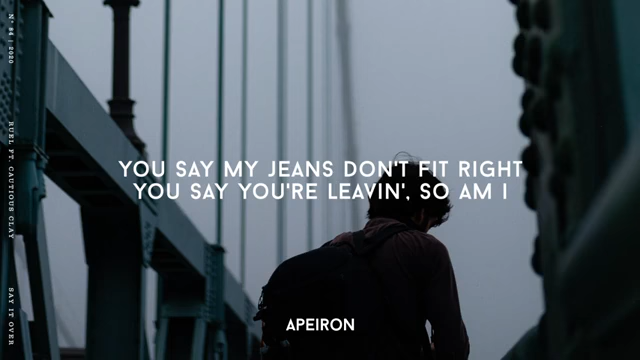 N° 84 | 2020
RUEL FT. CAUTIOUS CLAY
SAY IT OVER
YOU SAY MY JEANS DON'T FIT RIGHT
YOU SAY YOU'RE LEAVIN', SO AM I
APEIRON